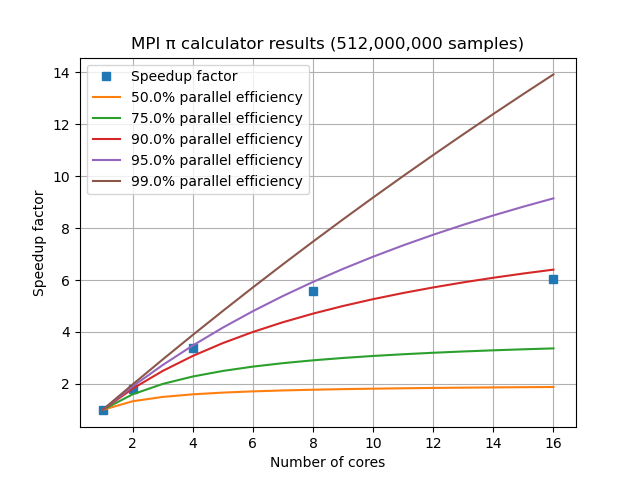 MPI π calculator results (512,000,000 samples)
Speedup factor
50.0% parallel efficiency
75.0% parallel efficiency
90.0% parallel efficiency
95.0% parallel efficiency
99.0% parallel efficiency
Speedup factor
14
12
10
8
6
4
2
2 4 6 8 10 12 14 16
Number of cores